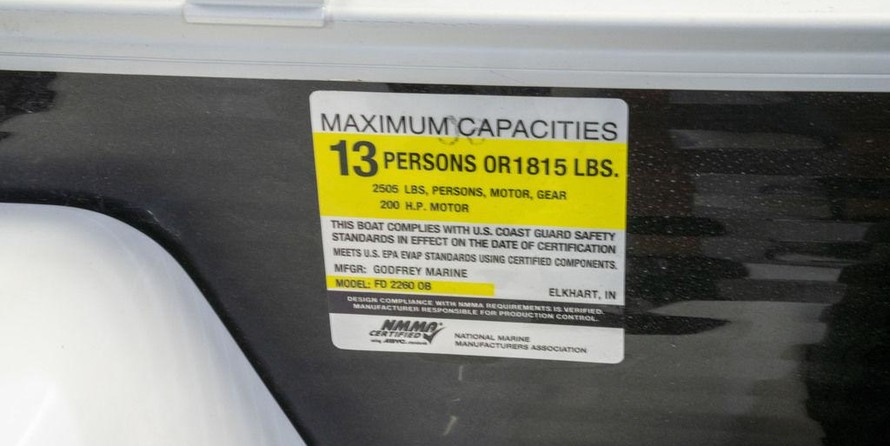 MAXIMUM CAPACITIES
13 PERSONS OR 1815 LBS.
2505 LBS, PERSONS, MOTOR, GEAR
200 H.P. MOTOR
THIS BOAT COMPLIES WITH U.S. COAST GUARD SAFETY
STANDARDS IN EFFECT ON THE DATE OF CERTIFICATION
MEETS U.S. EPA EVAP STANDARDS USING CERTIFIED COMPONENTS.
MFGR: GODFREY MARINE
MODEL: FD 2260 OB
ELKHART, IN
DESIGN COMPLIANCE WITH NMMA REQUIREMENTS IS VERIFIED.
MANUFACTURER RESPONSIBLE FOR PRODUCTION CONTROL.
NMMA
CERTIFIED
NATIONAL MARINE
MANUFACTURERS ASSOCIATION